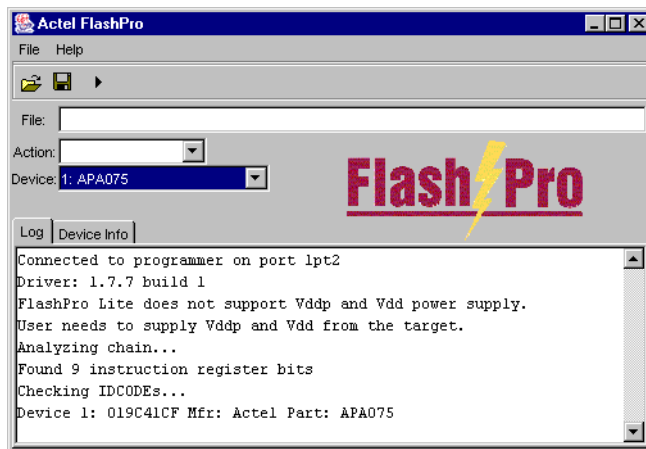 Actel FlashPro
File Help
File:
Action:
Device: 1: APA075
Flash Pro
Log Device Info
Connected to programmer on port lpt2
Driver: 1.7.7 build 1
FlashPro Lite does not support Vddp and Vdd power supply.
User needs to supply Vddp and Vdd from the target.
Analyzing chain...
Found 9 instruction register bits
Checking IDCODEs...
Device 1: 019C41CF Mfr: Actel Part: APA075